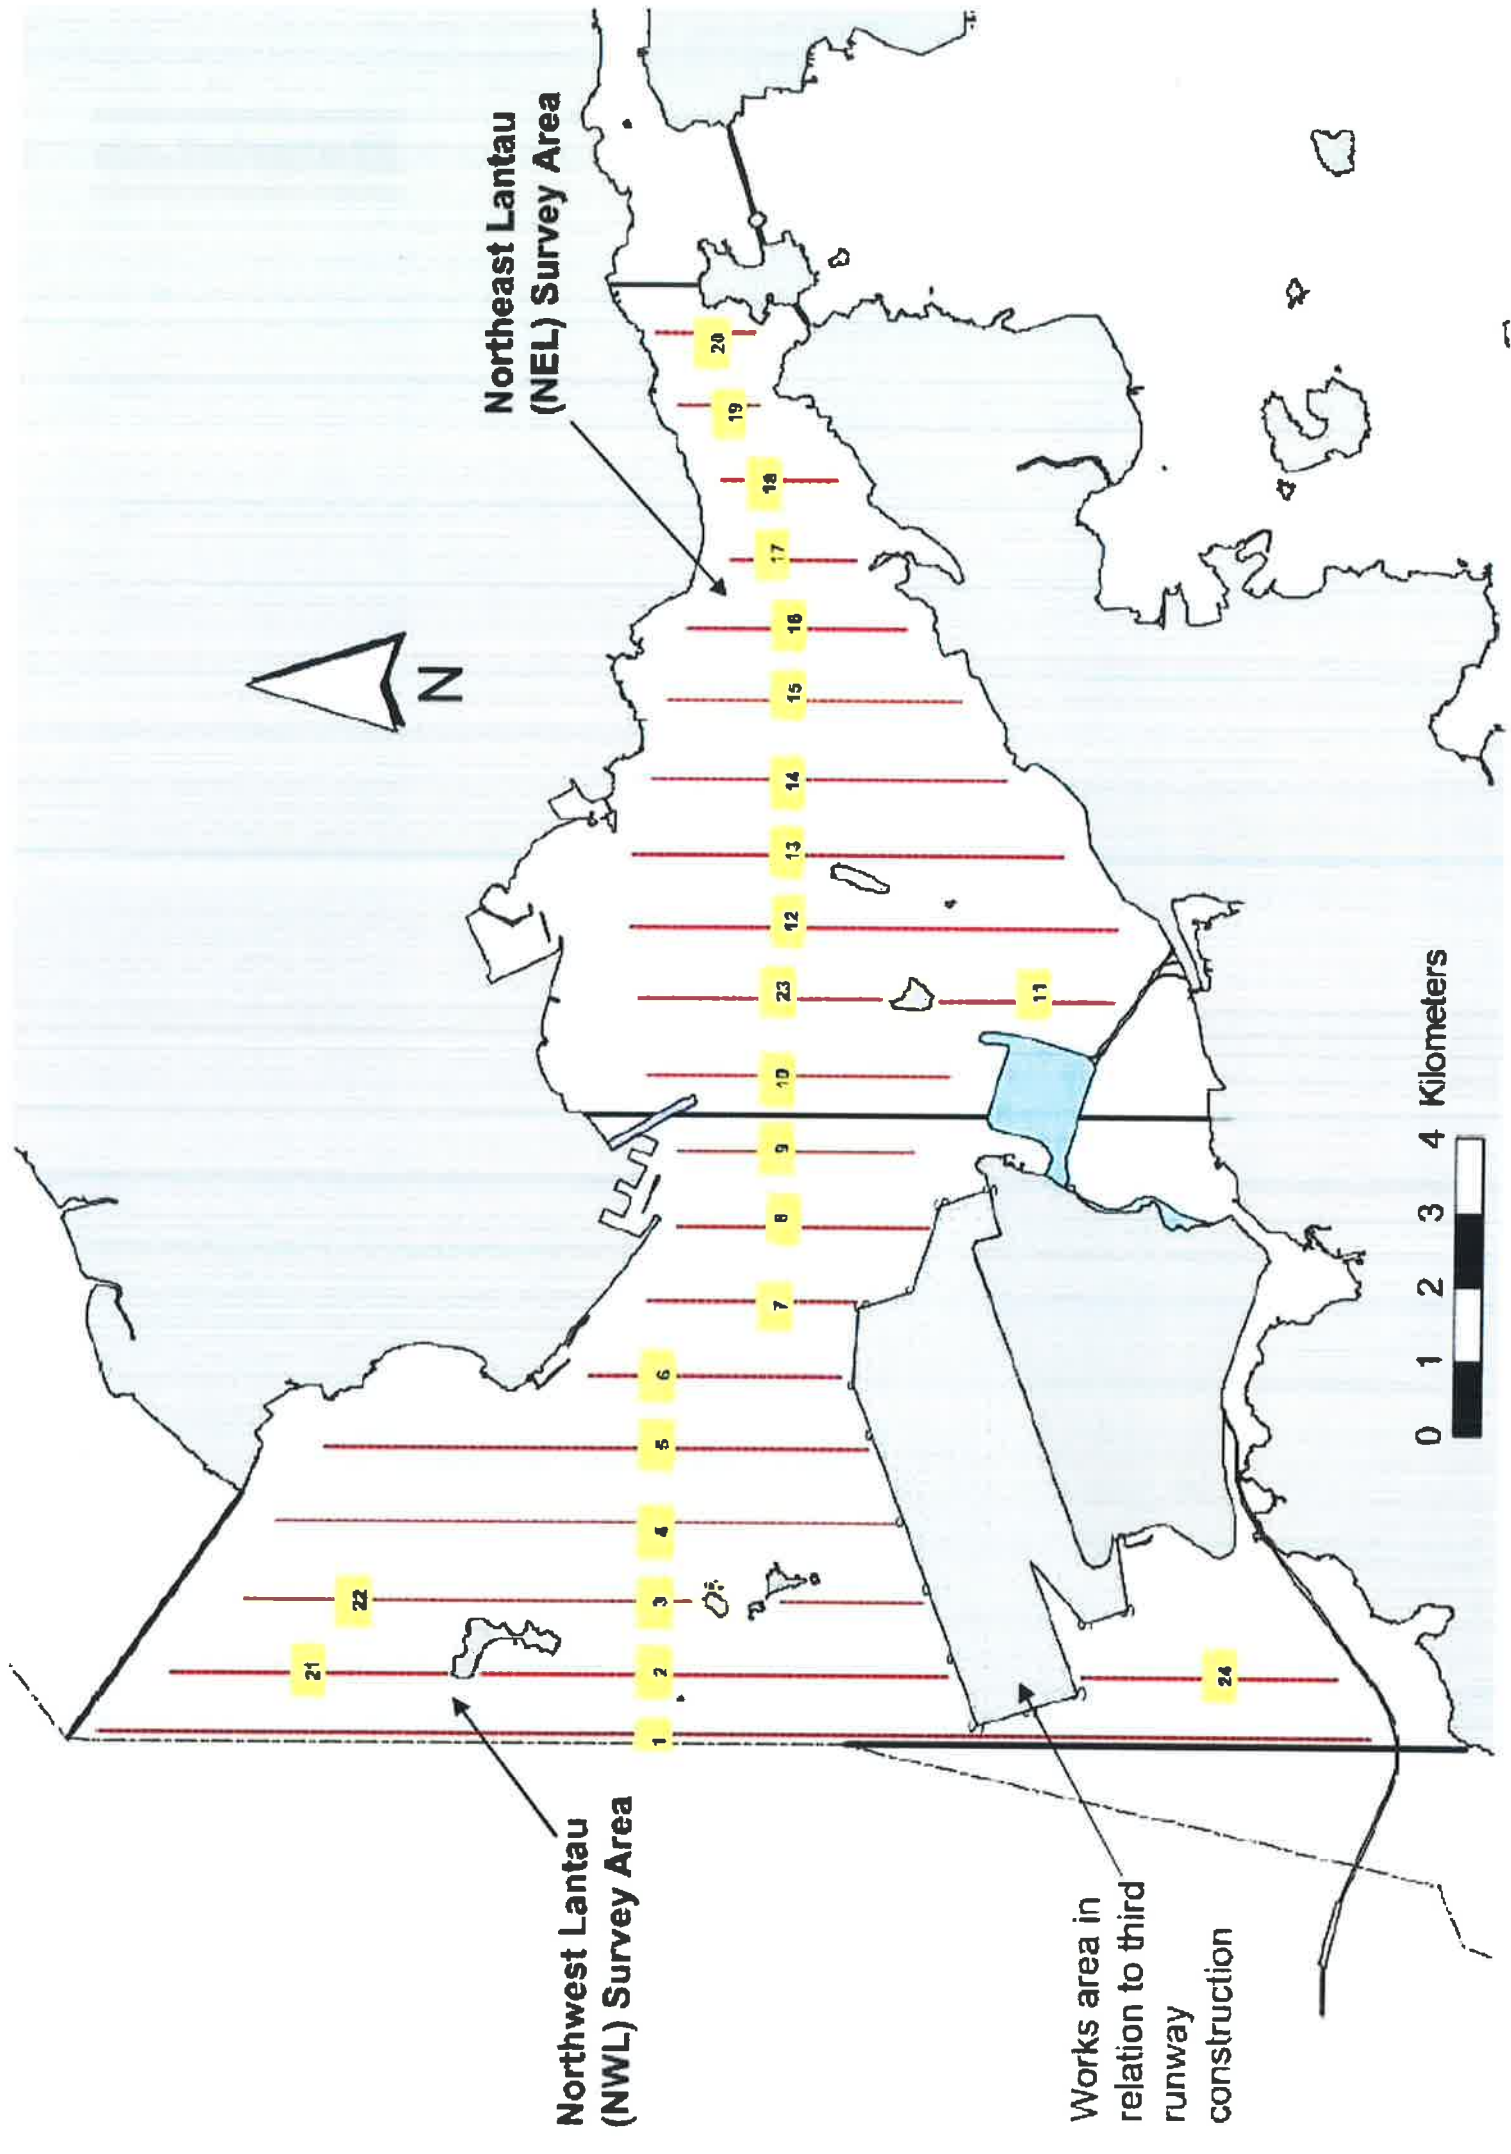 Northeast Lantau
(NEL) Survey Area
N
Northwest Lantau
(NWL) Survey Area
21
22
1
2
3
4
5
6
7
8
9
10
23
11
12
13
14
15
16
17
18
19
20
24
Works area in
relation to third
runway
construction
0 1 2 3 4 Kilometers